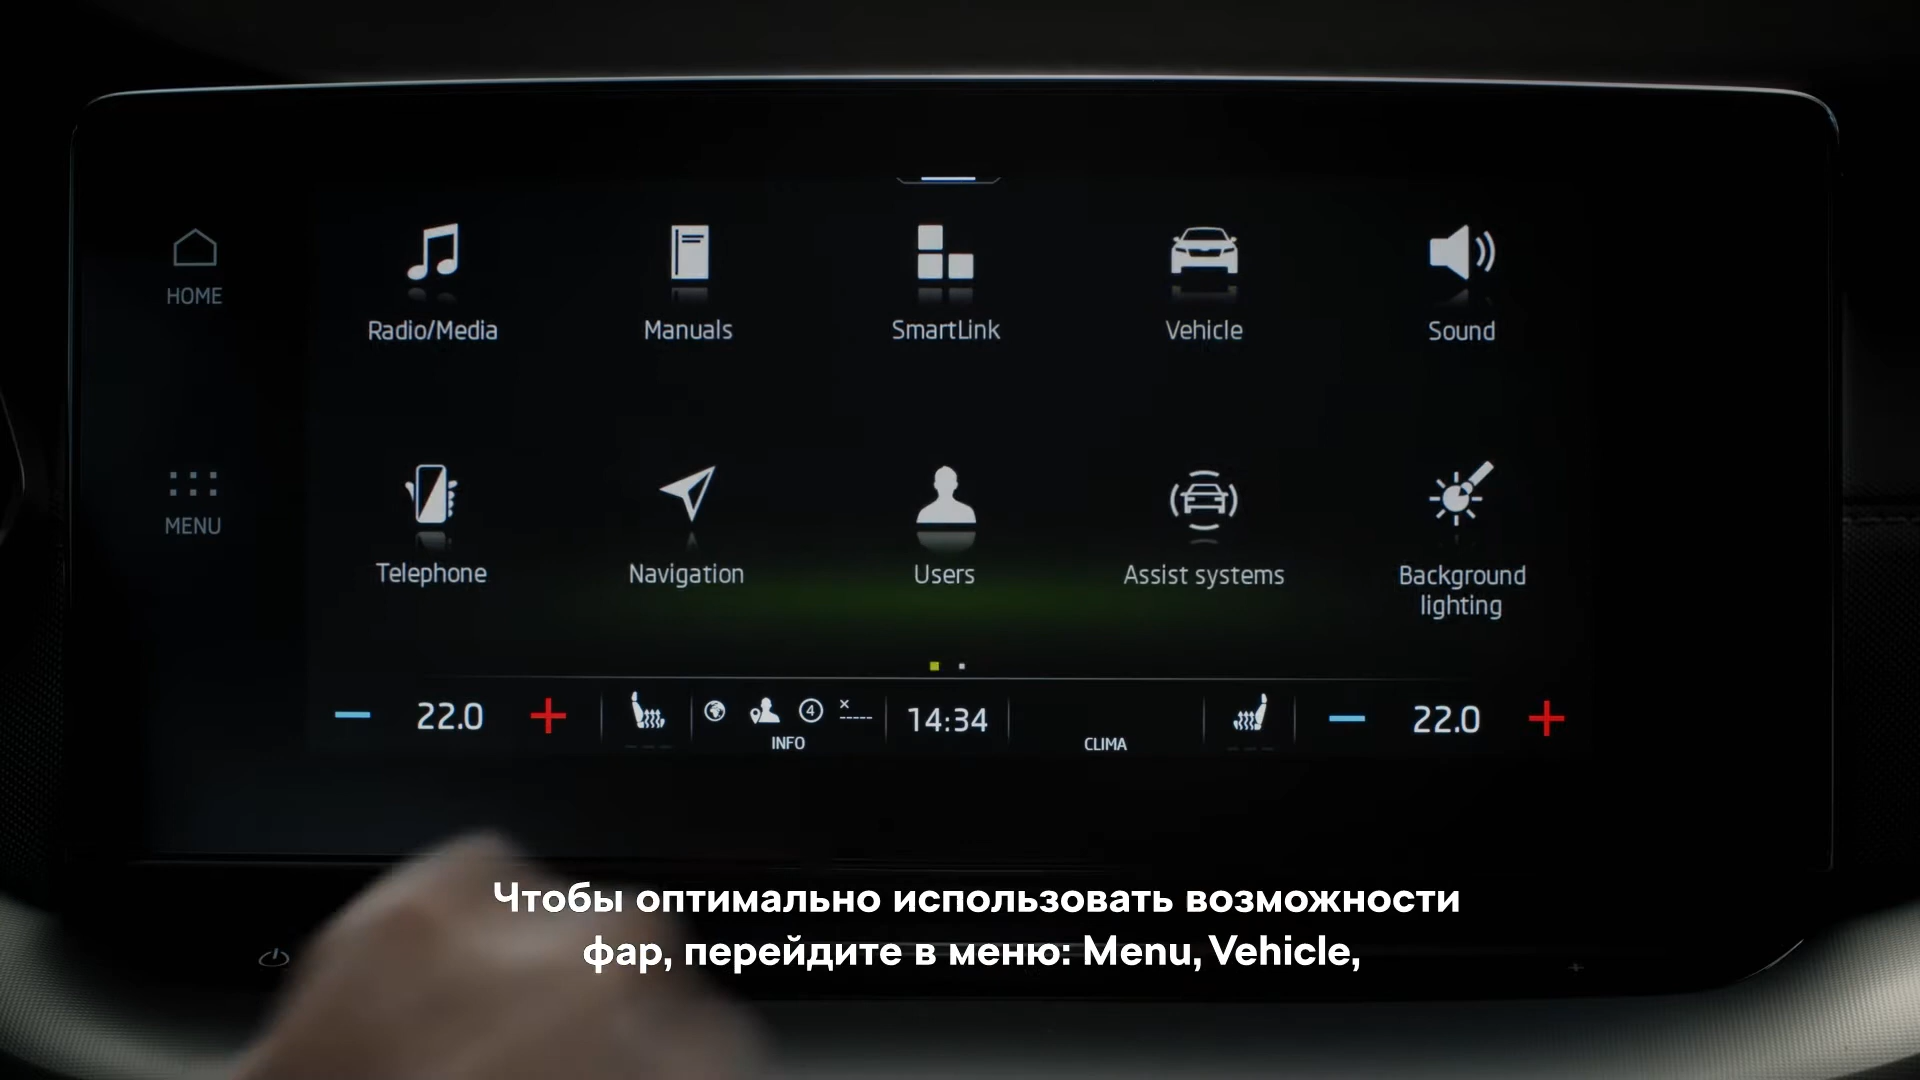 HOME
Radio/Media
Manuals
SmartLink
Vehicle
Sound
MENU
Telephone
Navigation
Users
Assist systems
Background
lighting
22.0
4
INFO
14:34
CLIMA
22.0
Чтобы оптимально использовать возможности
фар, перейдите в меню: Menu, Vehicle,